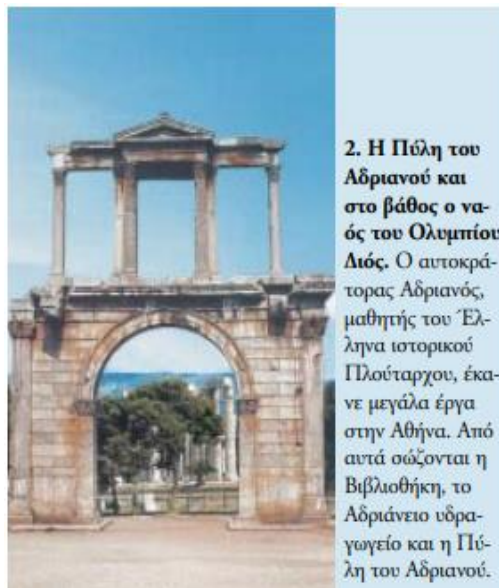 2. Η Πύλη του
Αδριανού και
στο βάθος ο να-
ός του Ολυμπίου
Διός. Ο αυτοκρά-
τορας Αδριανός,
μαθητής του Έλ-
ληνα ιστορικού
Πλούταρχου, έκα-
νε μεγάλα έργα
στην Αθήνα. Από
αυτά σώζονται η
Βιβλιοθήκη, το
Αδριάνειο υδρα-
γωγείο και η Πύ-
λη του Αδριανού.